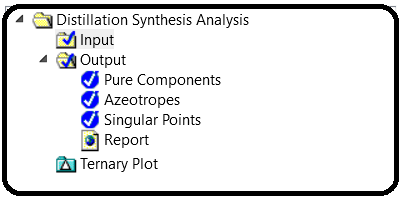 Distillation Synthesis Analysis
Input
Output
Pure Components
Azeotropes
Singular Points
Report
Ternary Plot